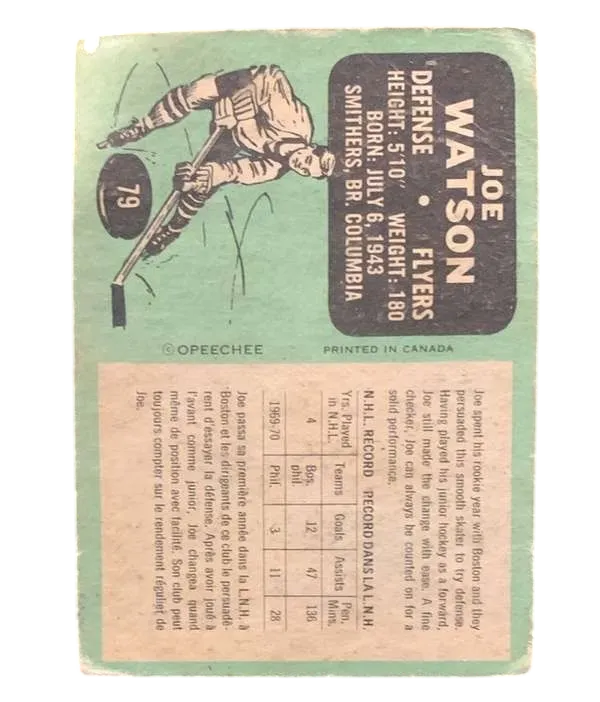 JOE
WATSON
DEFENSE • FLYERS
HEIGHT: 5'10" WEIGHT: 180
BORN: JULY 6, 1943
SMITHERS, BR. COLUMBIA
79
© OPEECHEE
PRINTED IN CANADA
Joe spent his rookie year with Boston and they
persuaded this smooth skater to try defense.
Having played his junior hockey as a forward,
Joe still made the change with ease. A fine
checker, Joe can always be counted on for a
solid performance.
N.H.L. RECORD RECORD DANS LA L.N.H.
Yrs. Played in N.H.L. Teams Goals Assists Pen. Mins.
4 Bos. phil. 12 47 136
1969-70 Phil. 3 11 28
Joe passa sa première année dans la L.N.H. à
Boston et les dirigeants de ce club le persuadè-
rent d'essayer la défense. Après avoir joué à
l'avant comme junior, Joe changea quand
même de position avec facilité. Son club peut
toujours compter sur le rendement régulier de
Joe.